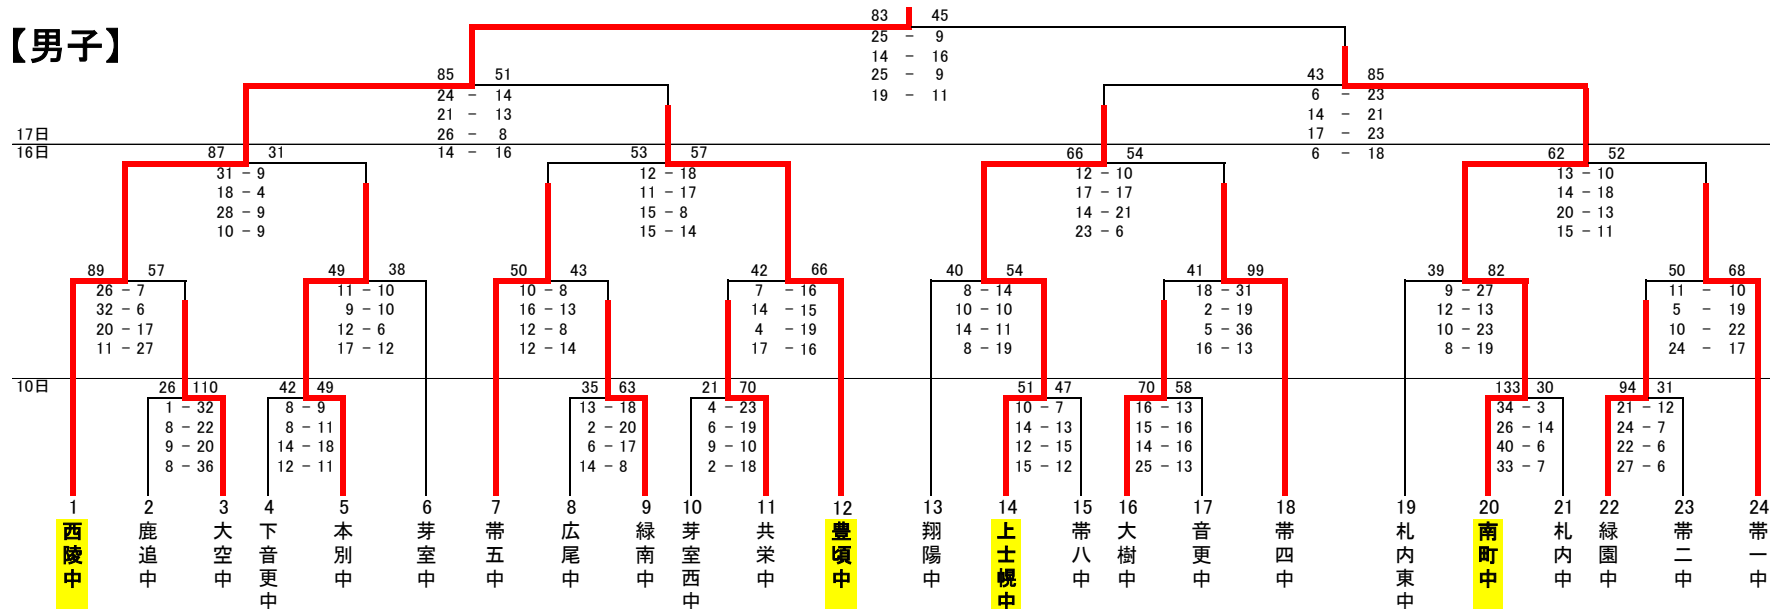 【男子】
83 45
25 - 9
14 - 16
25 - 9
19 - 11
85 51
24 - 14
21 - 13
26 - 8
14 - 16
43 85
6 - 23
14 - 21
17 - 23
6 - 18
17日
16日
87 31
31 - 9
18 - 4
28 - 9
10 - 9
53 57
12 - 18
11 - 17
15 - 8
15 - 14
66 54
12 - 10
17 - 17
14 - 21
23 - 6
62 52
13 - 10
14 - 18
20 - 13
15 - 11
89 57
26 - 7
32 - 6
20 - 17
11 - 27
49 38
11 - 10
9 - 10
12 - 6
17 - 12
50 43
10 - 8
16 - 13
12 - 8
12 - 14
42 66
7 - 16
14 - 15
4 - 19
17 - 16
40 54
8 - 14
10 - 10
14 - 11
8 - 19
41 99
18 - 31
2 - 19
5 - 36
16 - 13
39 82
9 - 27
12 - 13
10 - 23
8 - 19
50 68
11 - 10
5 - 19
10 - 22
24 - 17
10日
26 110
1 - 32
8 - 22
9 - 20
8 - 36
42 49
8 - 9
8 - 11
14 - 18
12 - 11
35 63
13 - 18
2 - 20
6 - 17
14 - 8
21 70
4 - 23
6 - 19
9 - 10
2 - 18
51 47
10 - 7
14 - 13
12 - 15
15 - 12
70 58
16 - 13
15 - 16
14 - 16
25 - 13
133 30
34 - 3
26 - 14
40 - 6
33 - 7
94 31
21 - 12
24 - 7
22 - 6
27 - 6
1 2 3 4 5 6 7 8 9 10 11 12 13 14 15 16 17 18 19 20 21 22 23 24
西陵中
鹿追中
大空中
下音更中
本別中
芽室中
帯五中
広尾中
緑南中
芽室西中
共栄中
豊頃中
翔陽中
上士幌中
帯八中
大樹中
音更中
帯四中
札内東中
南町中
札内中
緑園中
帯二中
帯一中